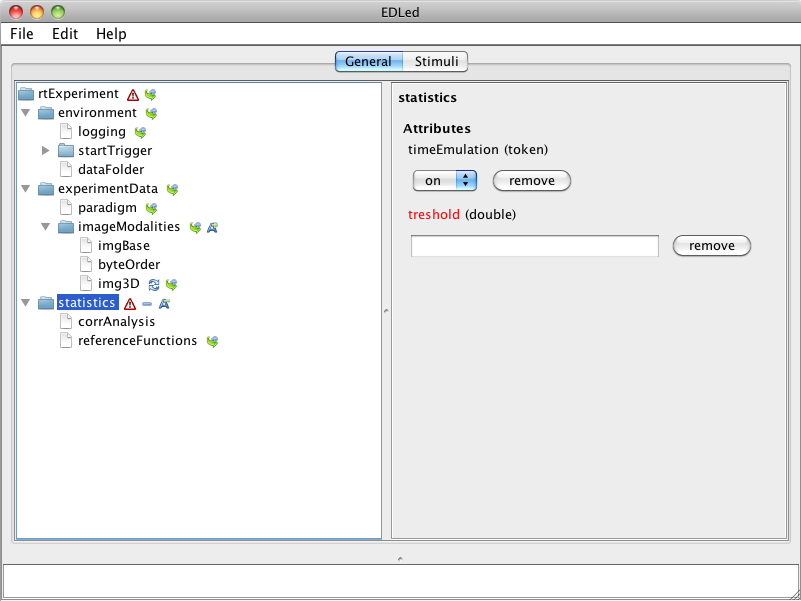 EDLed
File Edit Help
General Stimuli
rtExperiment
environment
logging
startTrigger
dataFolder
experimentData
paradigm
imageModalities
imgBase
byteOrder
img3D
statistics
corrAnalysis
referenceFunctions
statistics
Attributes
timeEmulation (token)
on remove
treshold (double)
remove